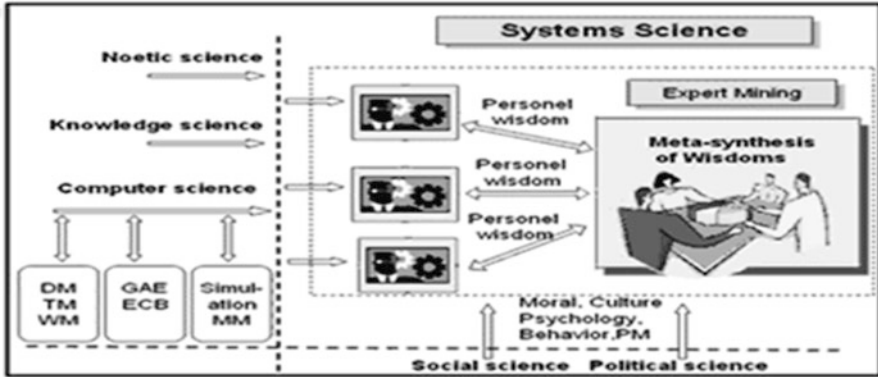 Systems Science
Noetic science
Knowledge science
Computer science
DM
TM
WM
GAE
ECB
Simul-
ation
MM
Personel
wisdom
Personel
wisdom
Personel
wisdom
Expert Mining
Meta-synthesis
of Wisdoms
Moral, Culture
Psychology,
Behavior,PM
Social science
Political science